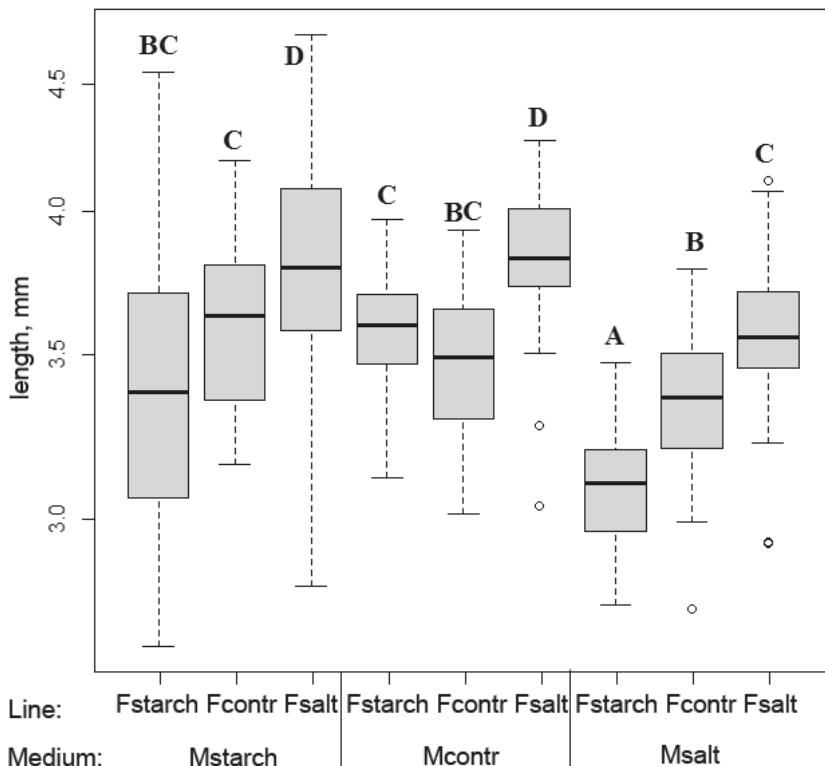 D
BC
4.5
D
C
C
4.0
C
BC
B
A
3.5
3.0
length, mm
Line: Fstarch Fcontr Fsalt Fstarch Fcontr Fsalt Fstarch Fcontr Fsalt
Medium: Mstarch Mcontr Msalt